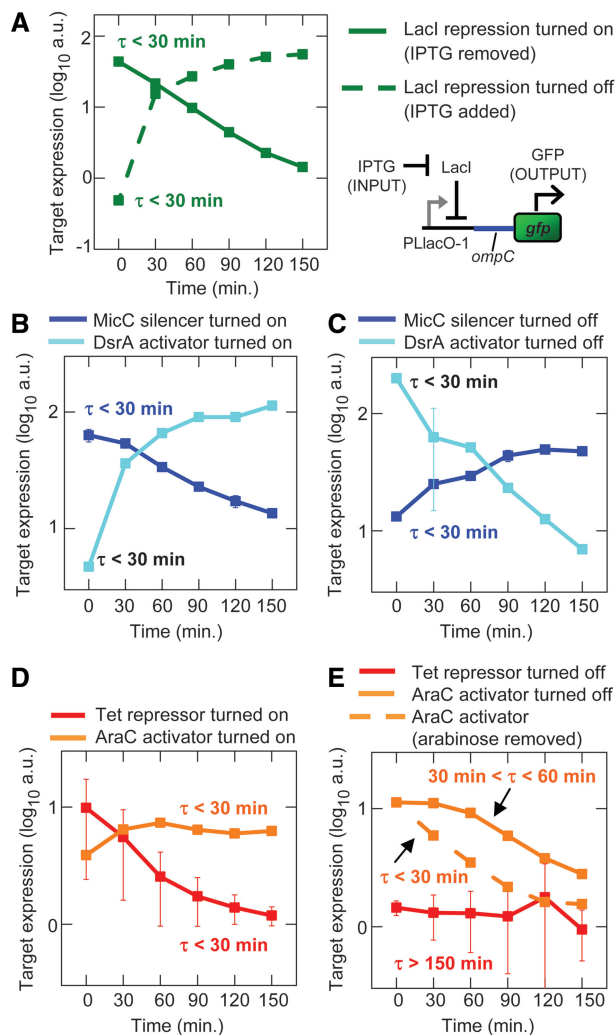 A
Target expression (log10 a.u.)
2
1
-1
τ < 30 min
τ < 30 min
0 30 60 90 120 150
Time (min.)
LacI repression turned on
(IPTG removed)
LacI repression turned off
(IPTG added)
IPTG
(INPUT)
LacI
GFP
(OUTPUT)
gfp
PLlacO-1
ompC
B
MicC silencer turned on
DsrA activator turned on
Target expression (log10 a.u.)
2
1
τ < 30 min
τ < 30 min
0 30 60 90 120 150
Time (min.)
C
MicC silencer turned off
DsrA activator turned off
Target expression (log10 a.u.)
2
1
τ < 30 min
τ < 30 min
0 30 60 90 120 150
Time (min.)
D
Tet repressor turned on
AraC activator turned on
Target expression (log10 a.u.)
1
0
τ < 30 min
τ < 30 min
0 30 60 90 120 150
Time (min.)
E
Tet repressor turned off
AraC activator turned off
AraC activator
(arabinose removed)
Target expression (log10 a.u.)
1
0
30 min < τ < 60 min
τ < 30 min
τ > 150 min
0 30 60 90 120 150
Time (min.)